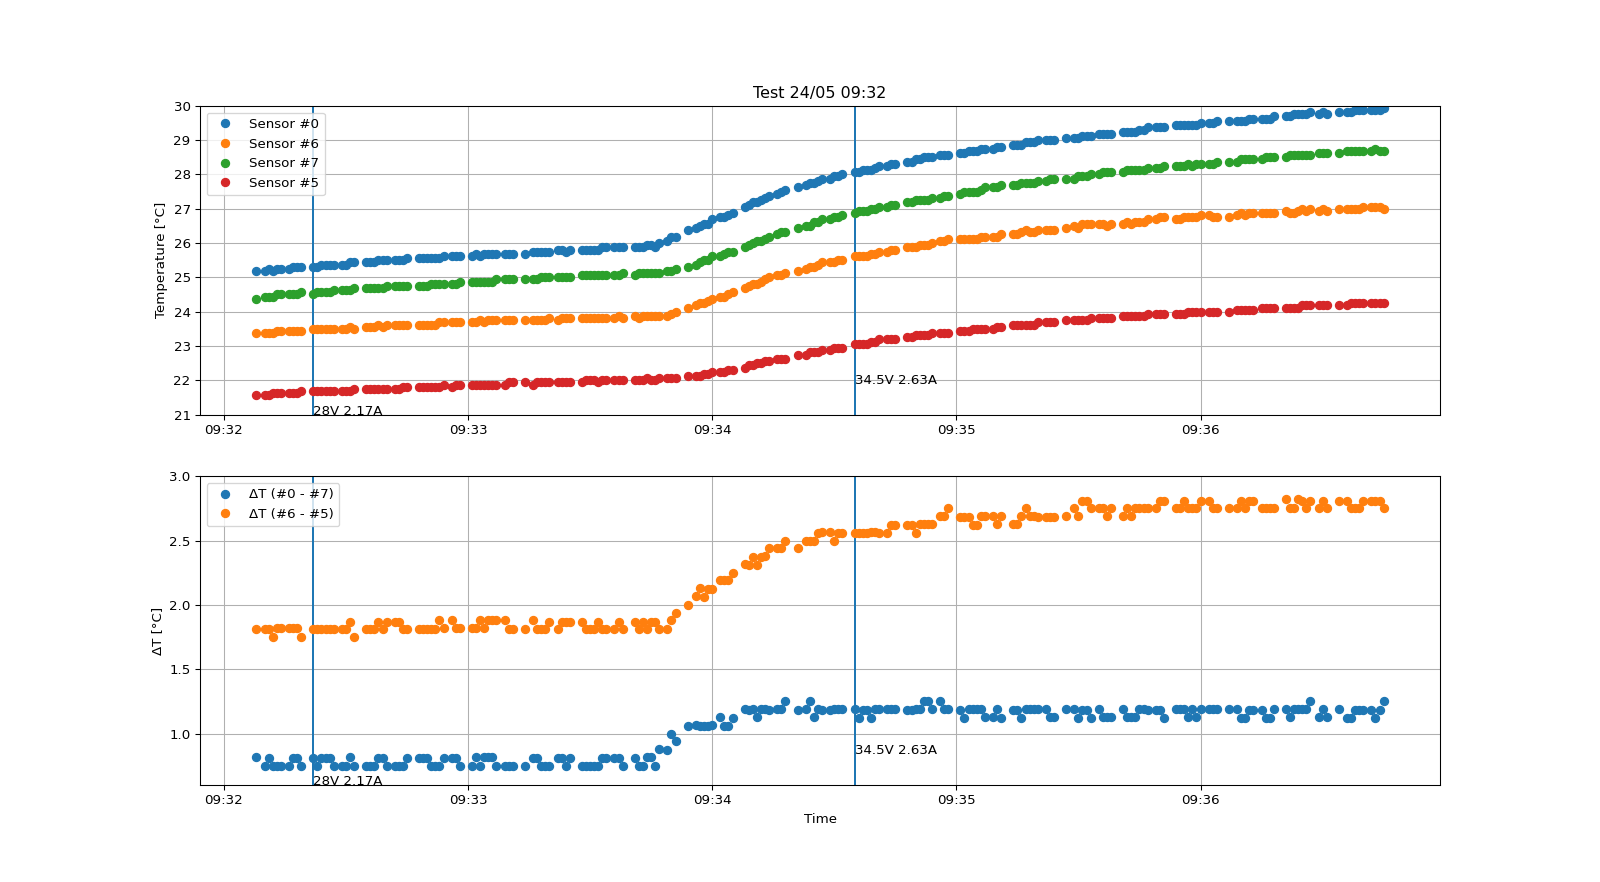 Test 24/05 09:32
Temperature [°C]
30
29
28
27
26
25
24
23
22
21
Sensor #0
Sensor #6
Sensor #7
Sensor #5
28V 2.17A
34.5V 2.63A
09:32
09:33
09:34
09:35
09:36
ΔT [°C]
3.0
2.5
2.0
1.5
1.0
ΔT (#0 - #7)
ΔT (#6 - #5)
28V 2.17A
34.5V 2.63A
09:32
09:33
09:34
09:35
09:36
Time